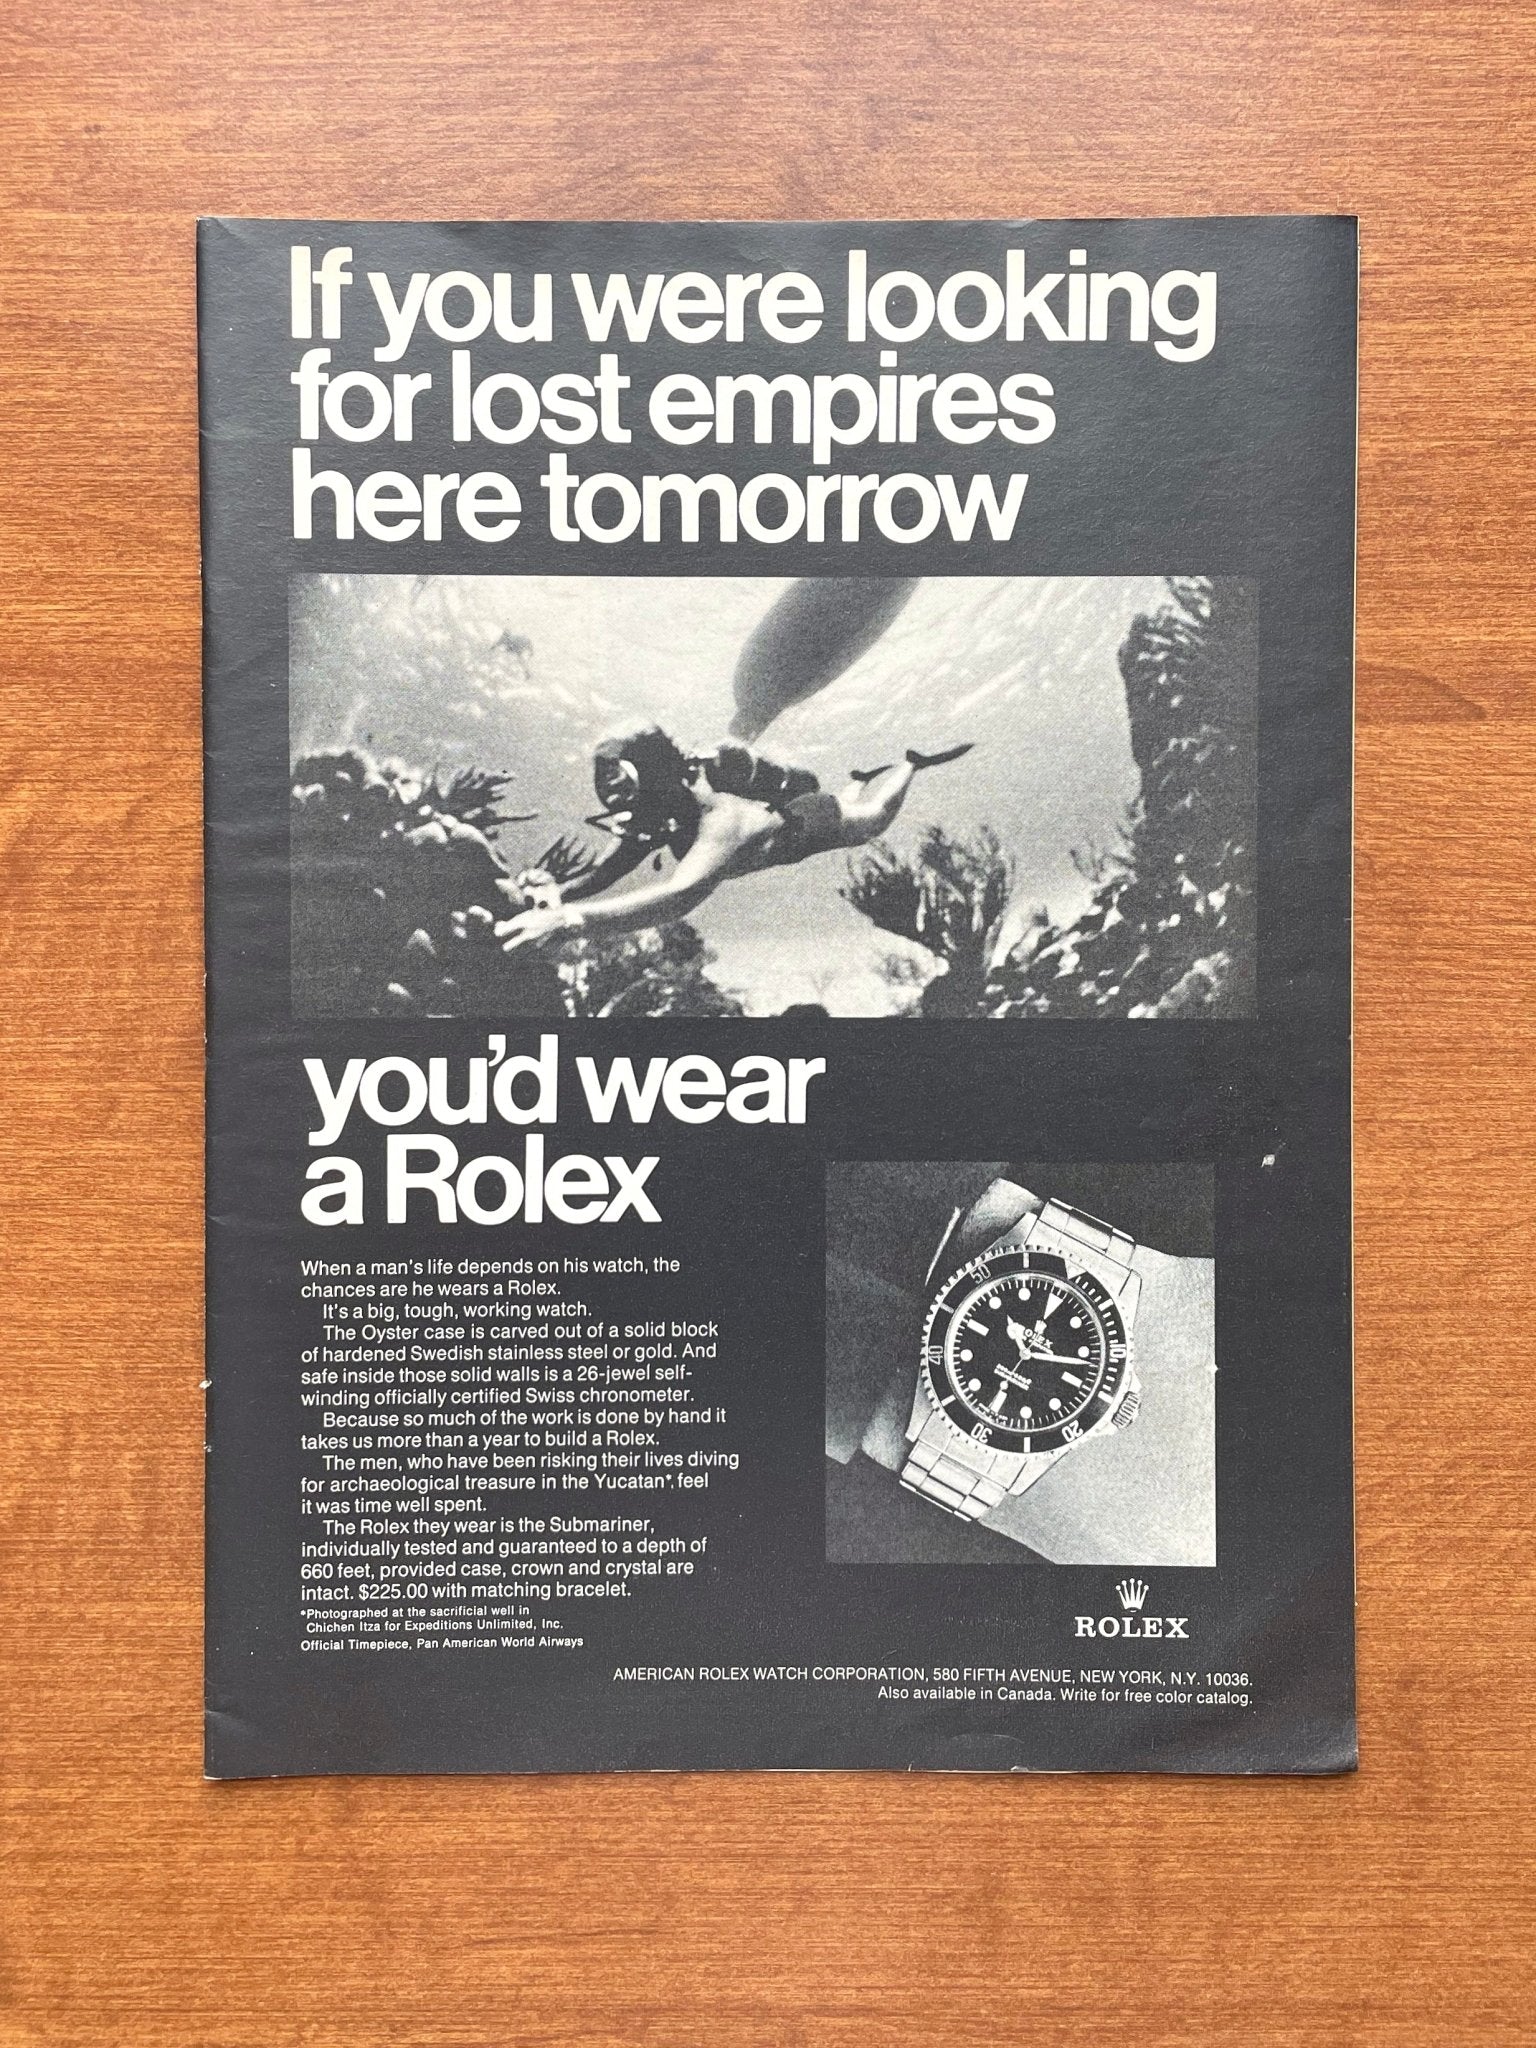 If you were looking
for lost empires
here tomorrow
you'd wear
a Rolex
When a man's life depends on his watch, the
chances are he wears a Rolex.
It's a big, tough, working watch.
The Oyster case is carved out of a solid block
of hardened Swedish stainless steel or gold. And
safe inside those solid walls is a 26-jewel self-
winding officially certified Swiss chronometer.
Because so much of the work is done by hand it
takes us more than a year to build a Rolex.
The men, who have been risking their lives diving
for archaeological treasure in the Yucatan*, feel
it was time well spent.
The Rolex they wear is the Submariner,
individually tested and guaranteed to a depth of
660 feet, provided case, crown and crystal are
intact. $225.00 with matching bracelet.
*Photographed at the sacrificial well in
Chichen Itza for Expeditions Unlimited, Inc.
Official Timepiece, Pan American World Airways
50
10
40
20
30
ROLEX
ROLEX
AMERICAN ROLEX WATCH CORPORATION, 580 FIFTH AVENUE, NEW YORK, N.Y. 10036.
Also available in Canada. Write for free color catalog.